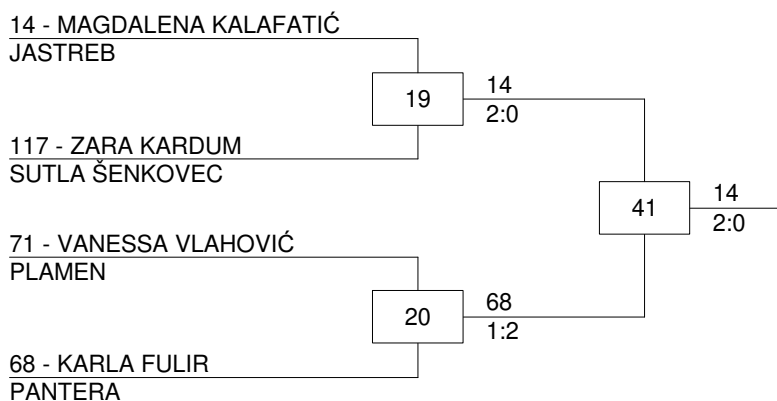 14 - MAGDALENA KALAFATIĆ
JASTREB
19
14
2:0
117 - ZARA KARDUM
SUTLA ŠENKOVEC
41
14
2:0
71 - VANESSA VLAHOVIĆ
PLAMEN
20
68
1:2
68 - KARLA FULIR
PANTERA